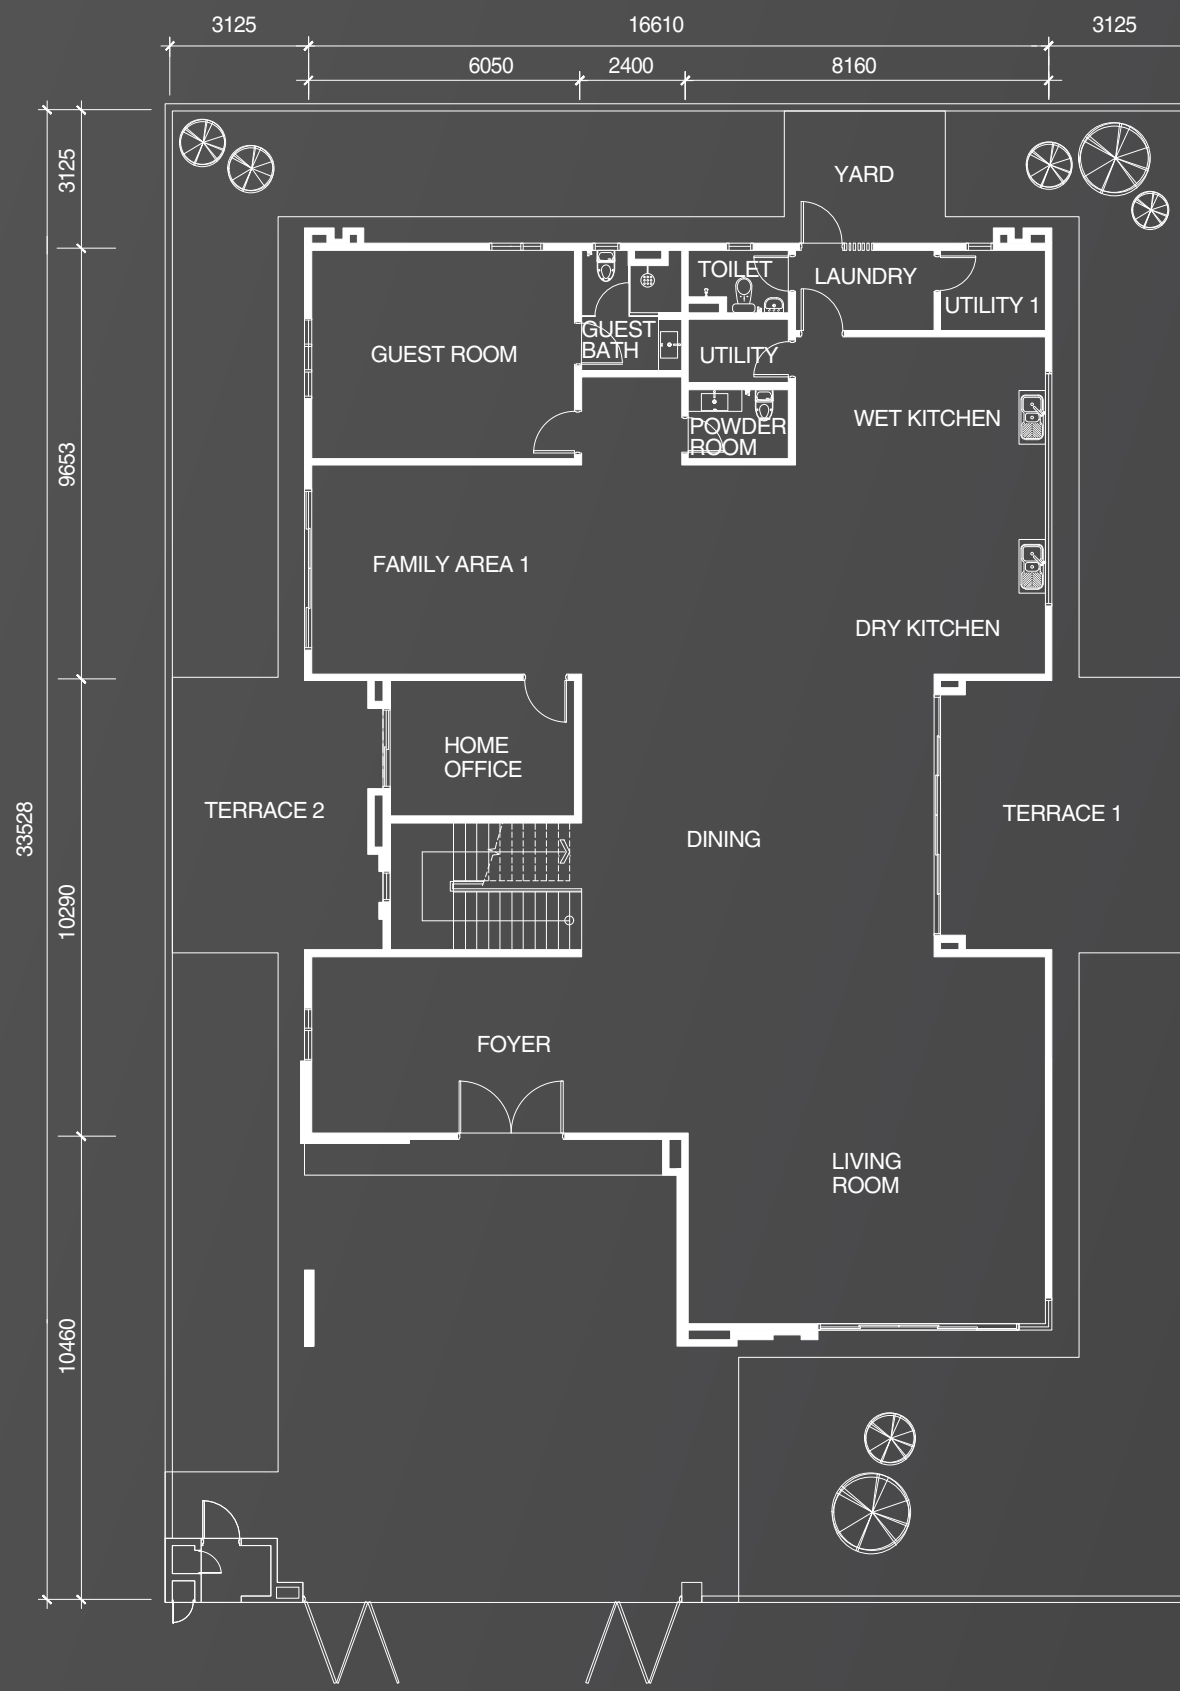 3125
16610
3125
6050
2400
8160
3125
YARD
TOILET
LAUNDRY
UTILITY 1
GUEST
BATH
GUEST ROOM
UTILITY
WET KITCHEN
POWDER
ROOM
9653
FAMILY AREA 1
DRY KITCHEN
HOME
OFFICE
TERRACE 2
TERRACE 1
33528
DINING
10290
FOYER
LIVING
ROOM
10460